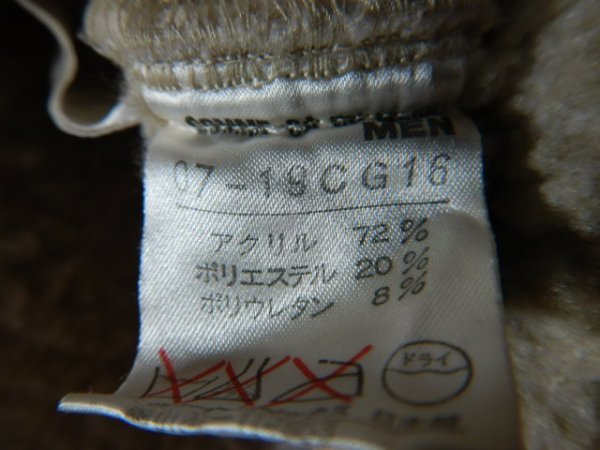 MEN
07-19CG16
アクリル 72%
ポリエステル 20%
ポリウレタン 8%
ドライ